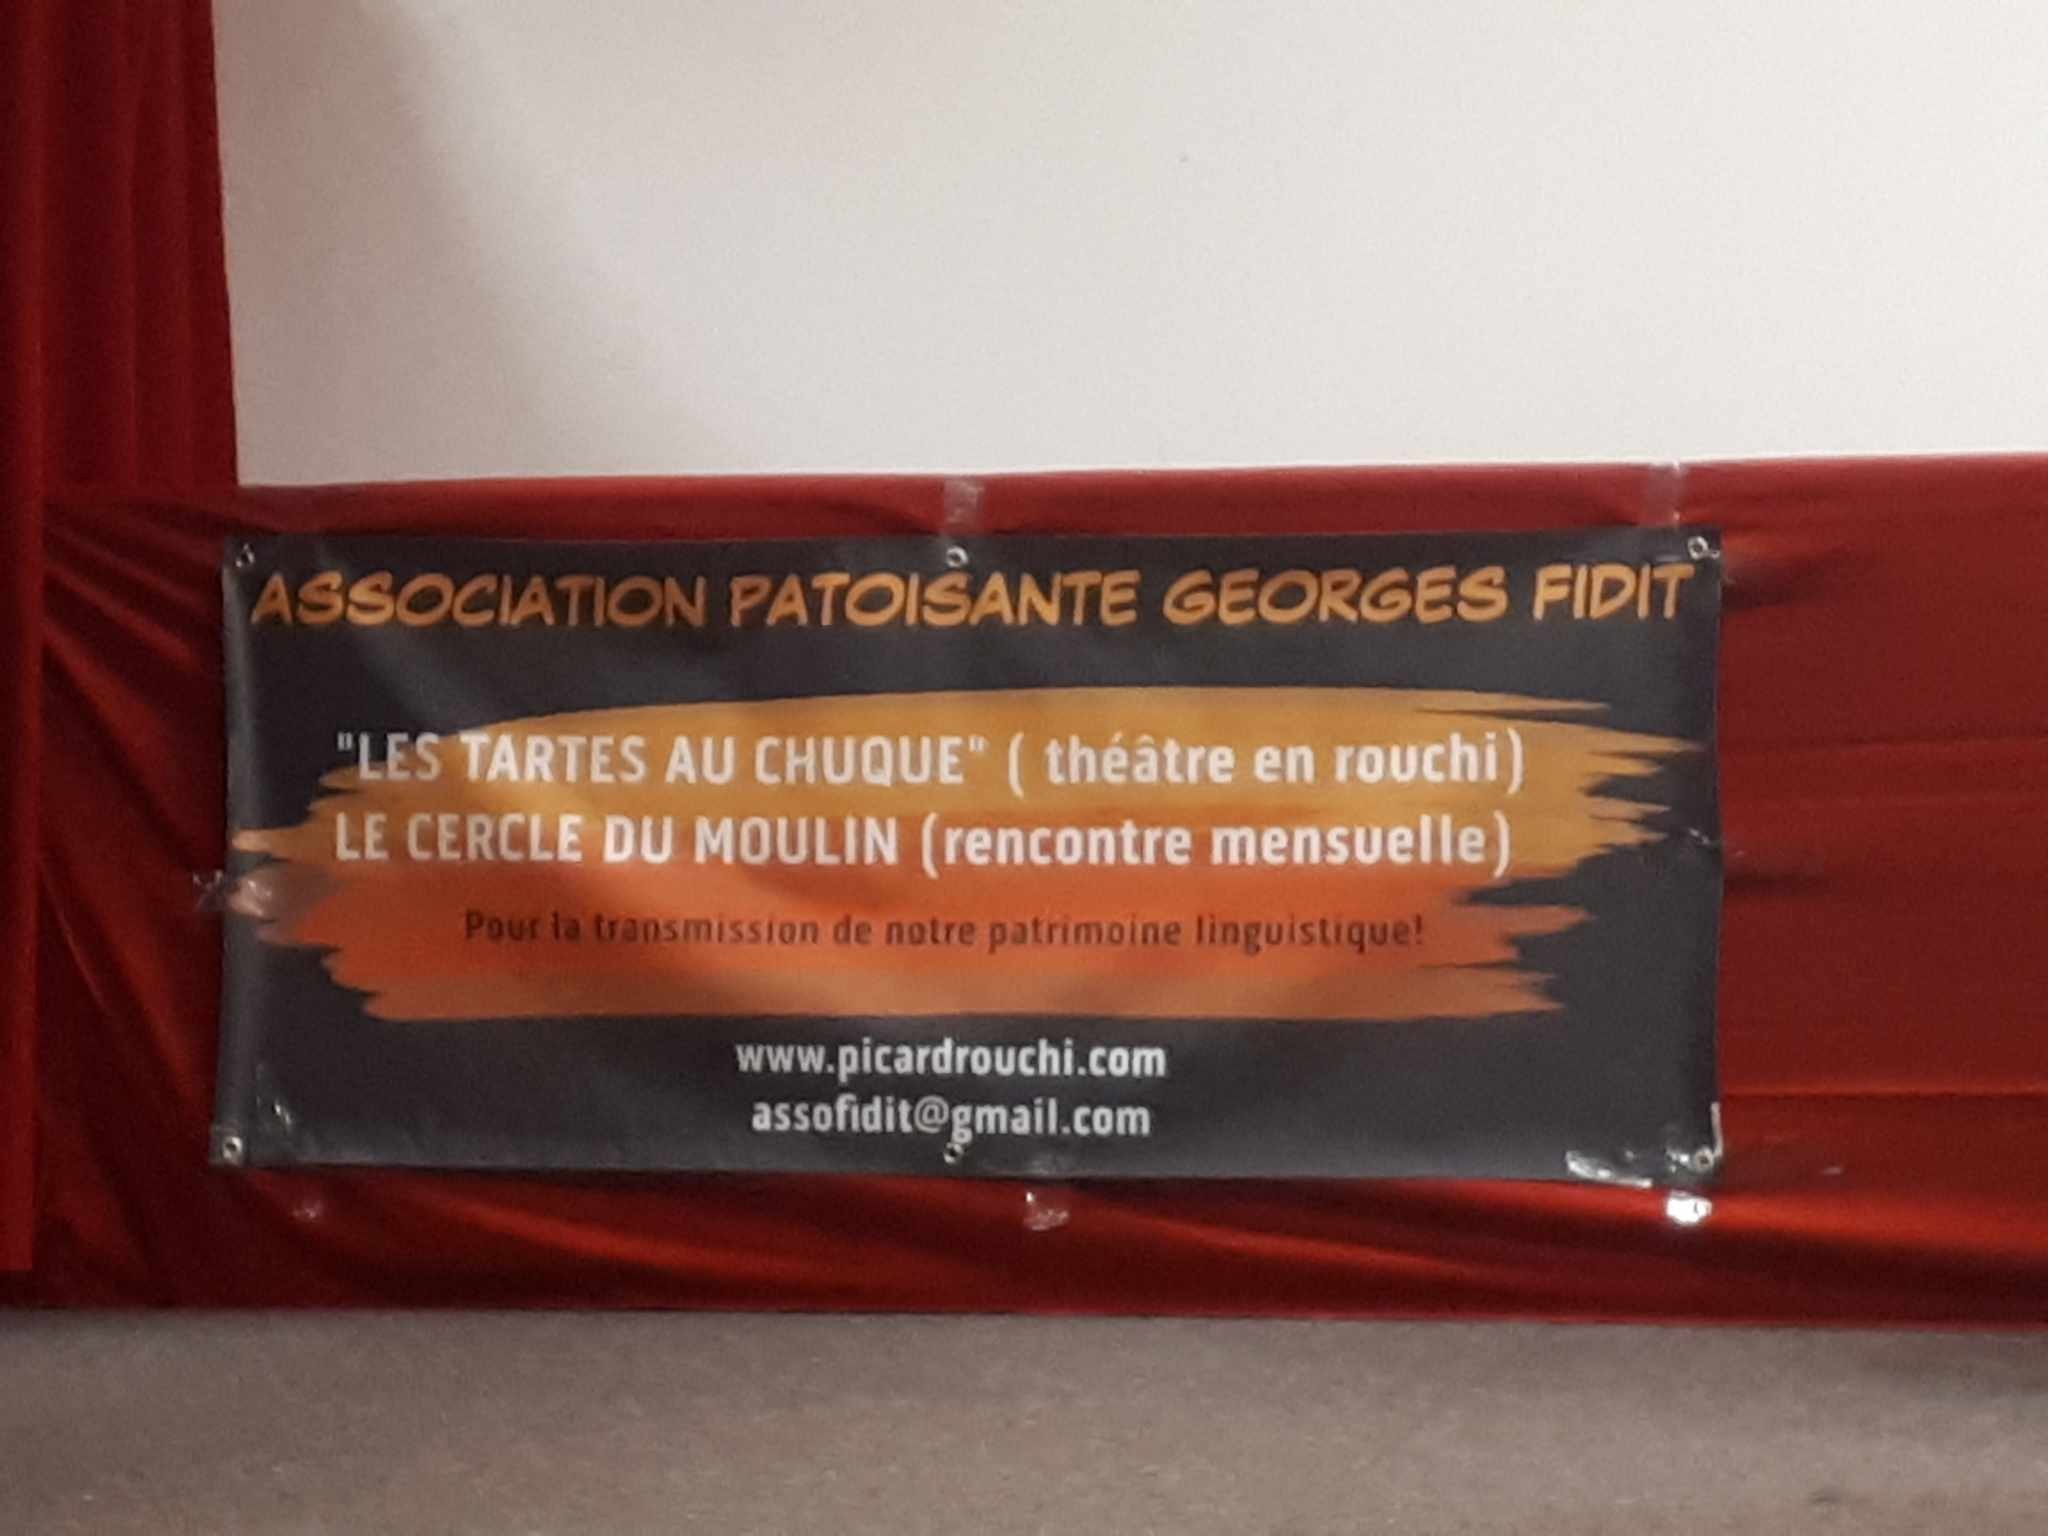 ASSOCIATION PATOISANTE GEORGES FIDIT
"LES TARTES AU CHUQUE" ( théâtre en rouchi)
LE CERCLE DU MOULIN (rencontre mensuelle)
Pour la transmission de notre patrimoine linguistique!
www.picardrouchi.com
assofidit@gmail.com